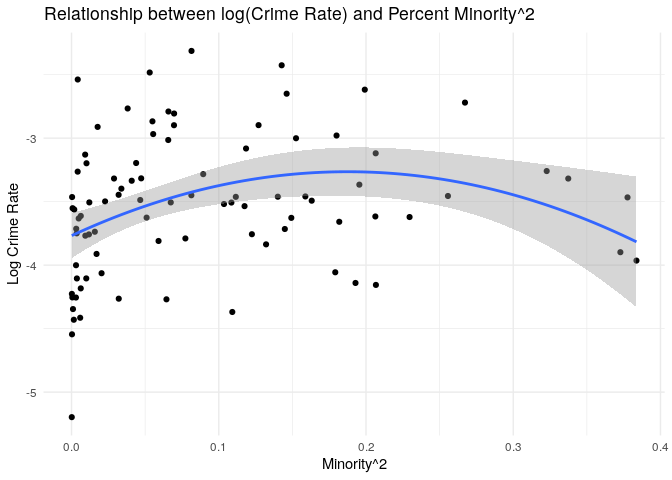 Relationship between log(Crime Rate) and Percent Minority^2
-3
-4
-5
Log Crime Rate
0.0 0.1 0.2 0.3 0.4
Minority^2